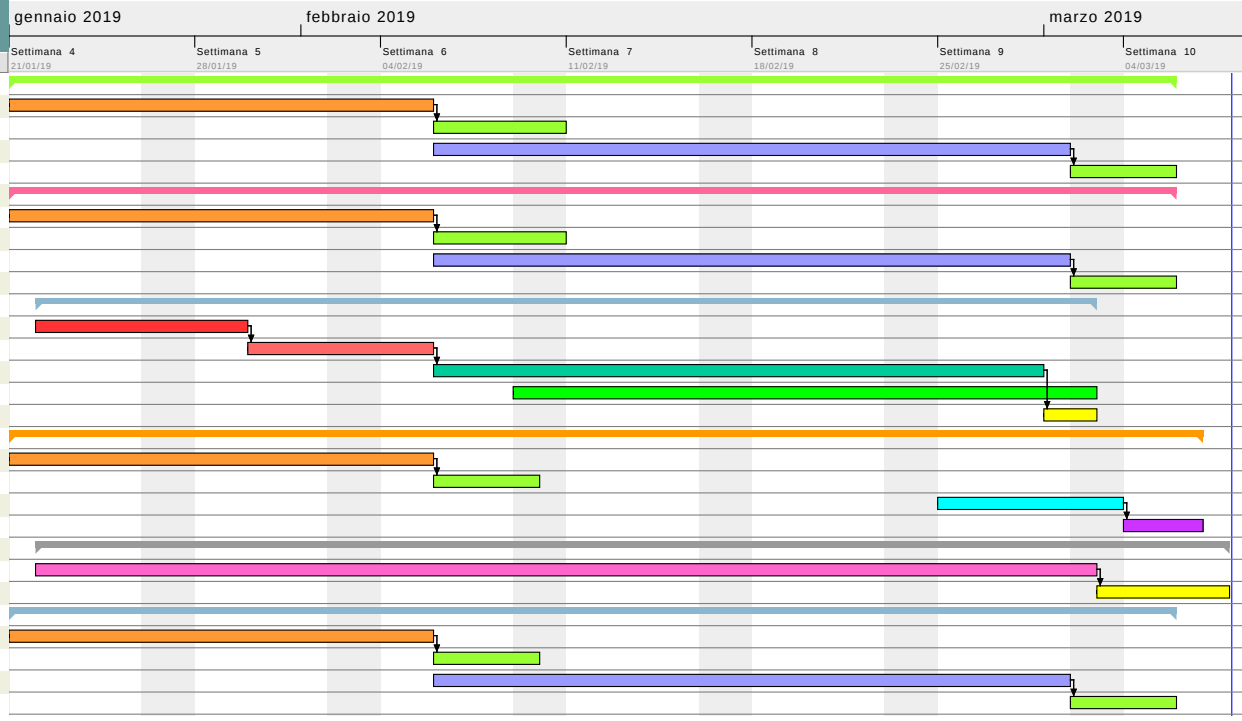 gennaio 2019 febbraio 2019 marzo 2019
Settimana 4 Settimana 5 Settimana 6 Settimana 7 Settimana 8 Settimana 9 Settimana 10
21/01/19 28/01/19 04/02/19 11/02/19 18/02/19 25/02/19 04/03/19